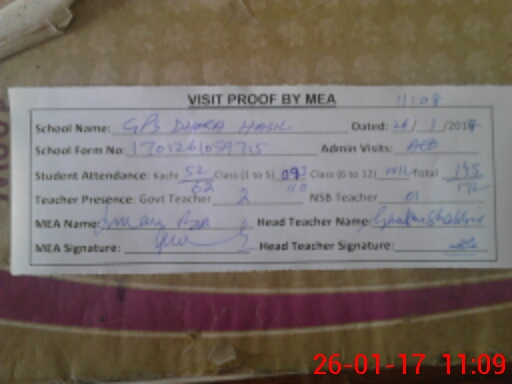 VISIT PROOF BY MEA 11:08
School Name: GPS DHORA HASIL Dated: 26/1/2017
School Form No: Admin Visits: AEO
Student Attendance: Kachi 52 Class (1 to 5) 093 Class (6 to 12) NIL Total 145
62 110 172
Teacher Presence: Govt Teacher 2 NSB Teacher 01
MEA Name: Head Teacher Name:
MEA Signature: Head Teacher Signature:
26-01-17 11:09